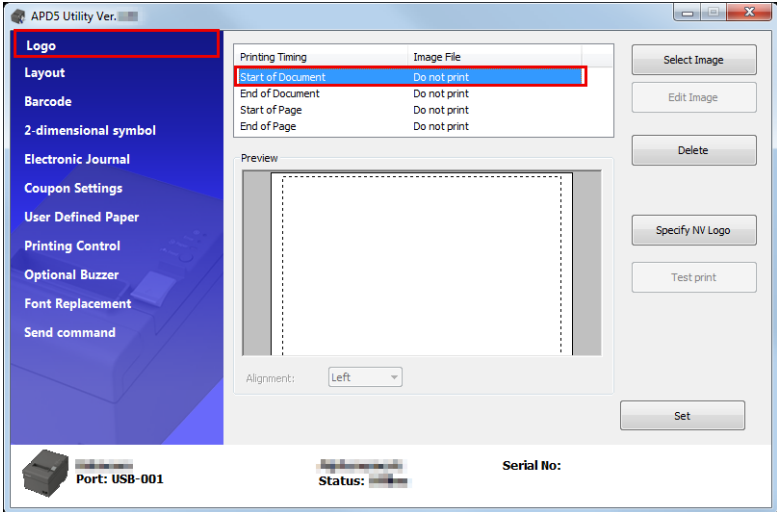 APD5 Utility Ver.
Logo
Layout
Barcode
2-dimensional symbol
Electronic Journal
Coupon Settings
User Defined Paper
Printing Control
Optional Buzzer
Font Replacement
Send command
Printing Timing Image File
Start of Document Do not print
End of Document Do not print
Start of Page Do not print
End of Page Do not print
Preview
Alignment: Left
Select Image
Edit Image
Delete
Specify NV Logo
Test print
Set
Port: USB-001
Status:
Serial No: